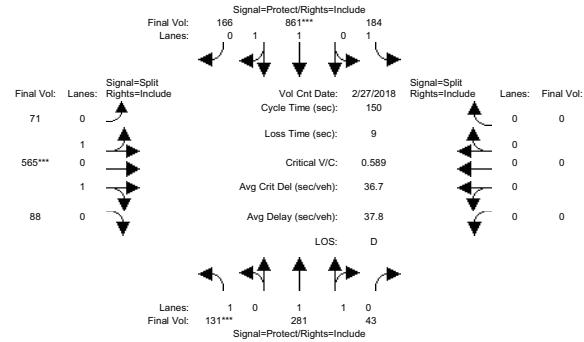 Signal=Protect/Rights=Include
Final Vol: 166 861*** 184
Lanes: 0 1 1 0 1
Signal=Split
Final Vol: Lanes: Rights=Include
Vol Cnt Date: 2/27/2018
Signal=Split
Rights=Include Lanes: Final Vol:
Cycle Time (sec): 150
71 0
0 0
Loss Time (sec): 9
1
0
565*** 0
Critical V/C: 0.589
0 0
1
Avg Crit Del (sec/veh): 36.7
0
88 0
Avg Delay (sec/veh): 37.8
0 0
LOS: D
Lanes: 1 0 1 1 0
Final Vol: 131*** 281 43
Signal=Protect/Rights=Include